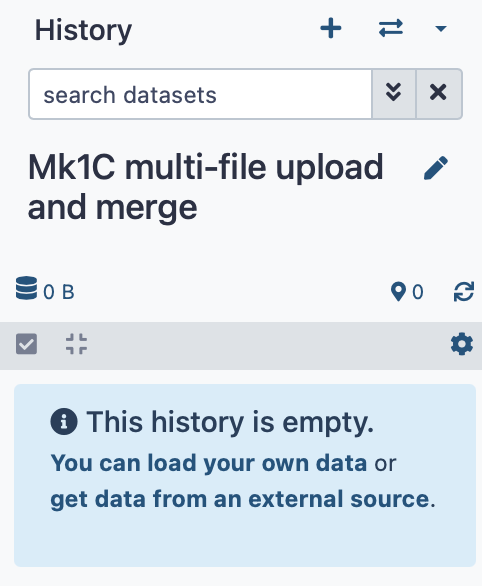 History
search datasets
Mk1C multi-file upload
and merge
0 B
0
This history is empty.
You can load your own data or
get data from an external source.